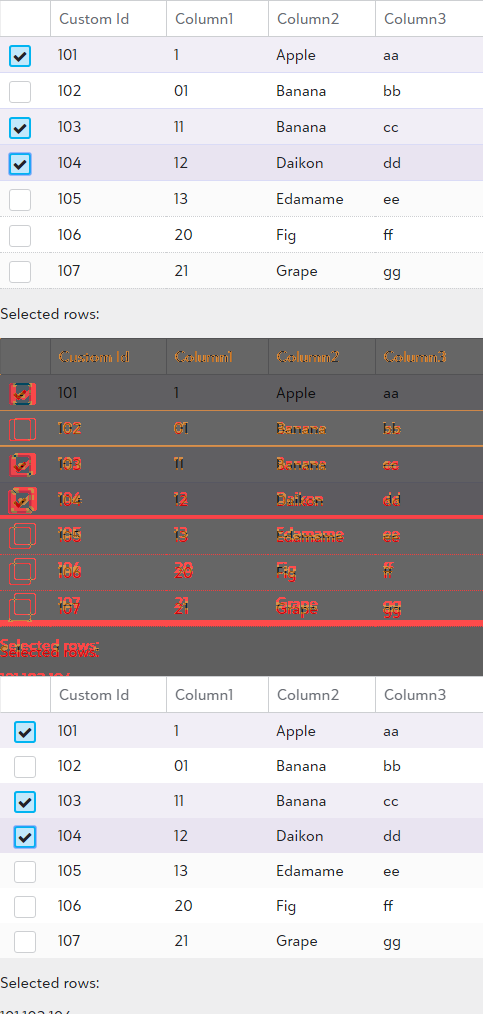 Custom Id Column1 Column2 Column3
101 1 Apple aa
102 01 Banana bb
103 11 Banana cc
104 12 Daikon dd
105 13 Edamame ee
106 20 Fig ff
107 21 Grape gg
Selected rows:
Custom Id Column1 Column2 Column3
101 1 Apple aa
102 01 Banana bb
103 11 Banana cc
104 12 Daikon dd
105 13 Edamame ee
106 20 Fig ff
107 21 Grape gg
Selected rows:
Selected rows:
Custom Id Column1 Column2 Column3
101 1 Apple aa
102 01 Banana bb
103 11 Banana cc
104 12 Daikon dd
105 13 Edamame ee
106 20 Fig ff
107 21 Grape gg
Selected rows: